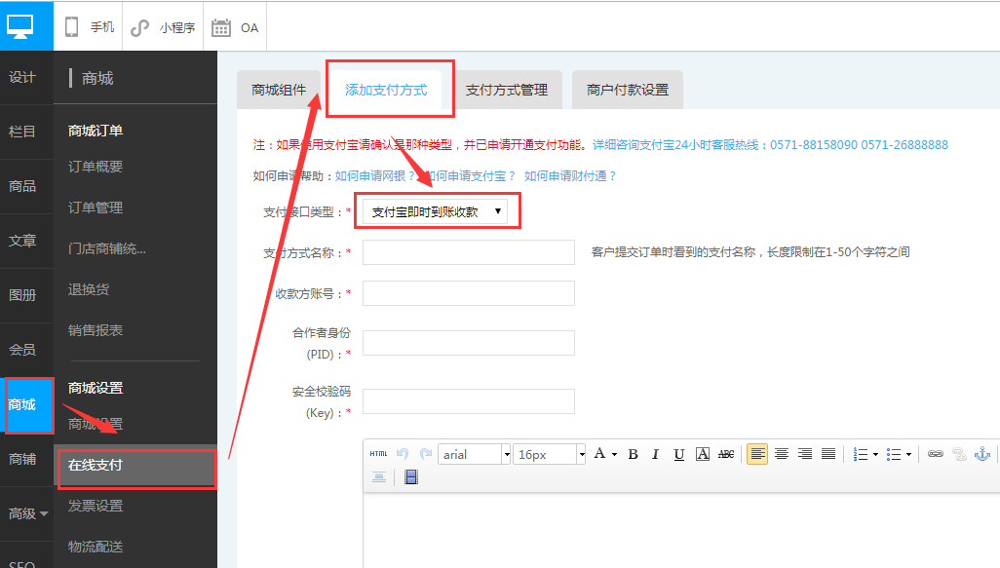 手机
小程序
OA
设计
栏目
商品
文章
图册
会员
商城
商铺
高级
SEO
商城
商城订单
订单概要
订单管理
门店商铺统...
退换货
销售报表
商城设置
商城设置
在线支付
发票设置
物流配送
商城组件
添加支付方式
支付方式管理
商户付款设置
注：如果使用支付宝请确认是那种类型，并已申请开通支付功能。详细咨询支付宝24小时客服热线：0571-88158090 0571-26888888
如何申请帮助：如何申请网银？ 如何申请支付宝？ 如何申请财付通？
支付接口类型：* 支付宝即时到账收款
支付方式名称：* 客户提交订单时看到的支付名称，长度限制在1-50个字符之间
收款方账号：*
合作者身份
(PID)：*
安全校验码
(Key)：*
HTML arial 16px A B I U A ABC